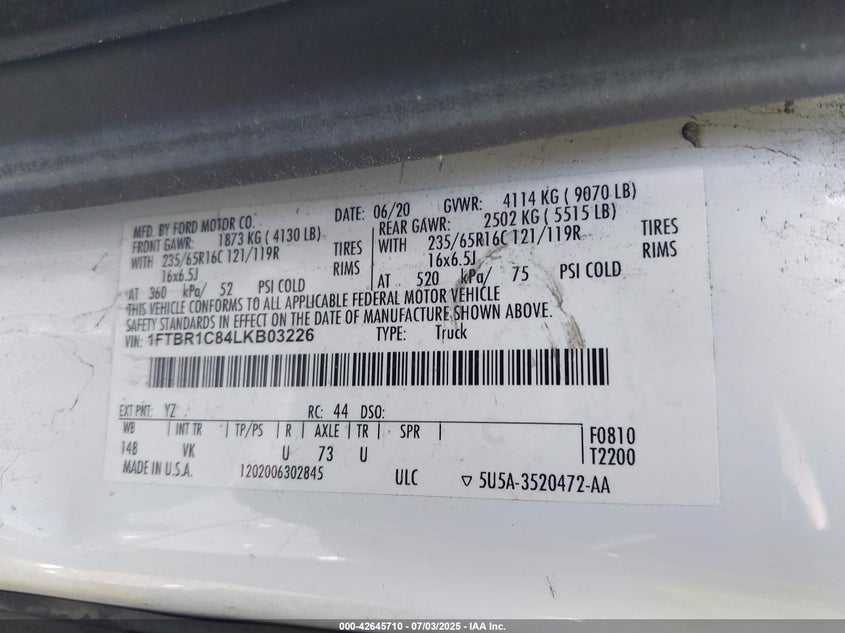 MFD. BY FORD MOTOR CO. DATE: 06/20 GVWR: 4114 KG ( 9070 LB)
FRONT GAWR: 1873 KG ( 4130 LB) REAR GAWR: 2502 KG ( 5515 LB)
WITH 235/65R16C 121/119R TIRES WITH 235/65R16C 121/119R TIRES
16x6.5J RIMS 16x6.5J RIMS
AT 360 kPa/ 52 PSI COLD AT 520 kPa/ 75 PSI COLD
THIS VEHICLE CONFORMS TO ALL APPLICABLE FEDERAL MOTOR VEHICLE
SAFETY STANDARDS IN EFFECT ON THE DATE OF MANUFACTURE SHOWN ABOVE.
VIN: 1FTBR1C84LKB03226 TYPE: Truck
EXT PNT: YZ RC: 44 DSO:
WB | INT TR | TP/PS | R | AXLE | TR | SPR | F0810
148 VK U 73 U T2200
MADE IN U.S.A. 1202006302845 ULC ▽ 5U5A-3520472-AA
000-42645710 - 07/03/2025 - IAA Inc.